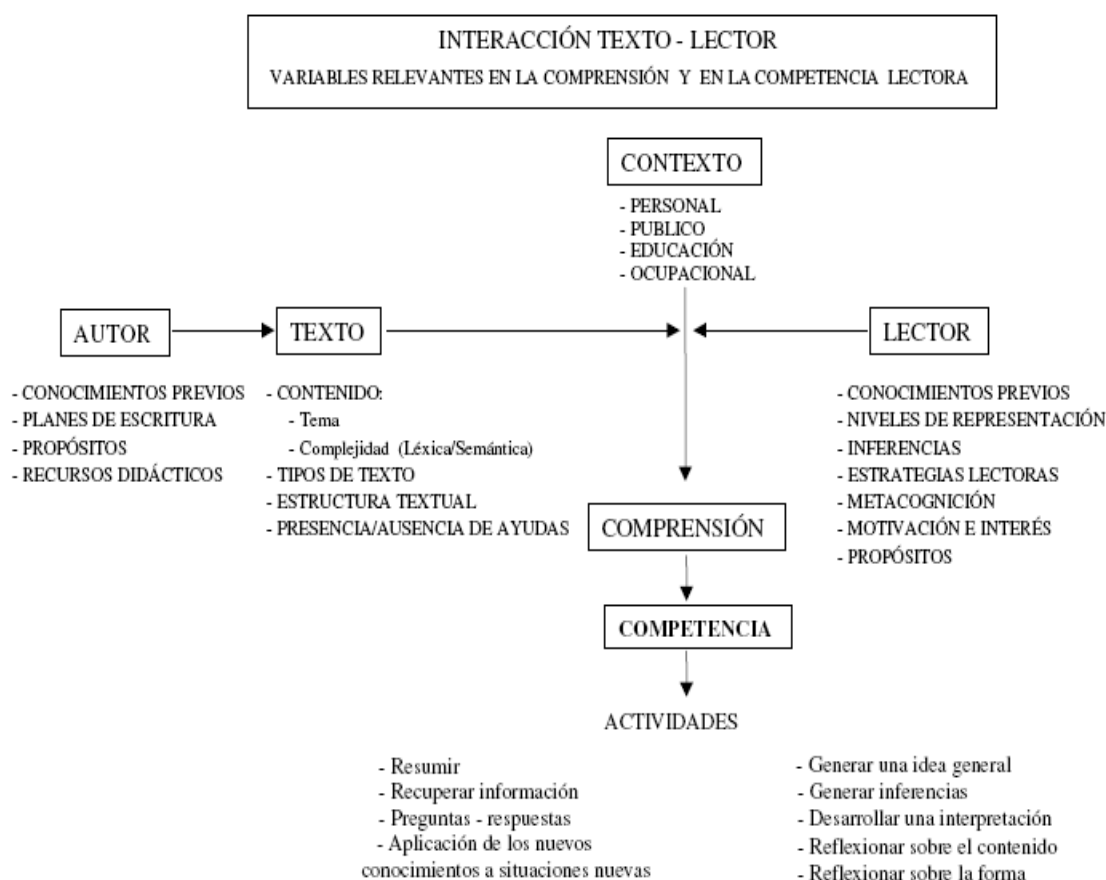 INTERACCIÓN TEXTO - LECTOR
VARIABLES RELEVANTES EN LA COMPRENSIÓN Y EN LA COMPETENCIA LECTORA
CONTEXTO
- PERSONAL
- PUBLICO
- EDUCACIÓN
- OCUPACIONAL
AUTOR
- CONOCIMIENTOS PREVIOS
- PLANES DE ESCRITURA
- PROPÓSITOS
- RECURSOS DIDÁCTICOS
TEXTO
- CONTENIDO:
- Tema
- Complejidad (Léxica/Semántica)
- TIPOS DE TEXTO
- ESTRUCTURA TEXTUAL
- PRESENCIA/AUSENCIA DE AYUDAS
LECTOR
- CONOCIMIENTOS PREVIOS
- NIVELES DE REPRESENTACIÓN
- INFERENCIAS
- ESTRATEGIAS LECTORAS
- METACOGNICIÓN
- MOTIVACIÓN E INTERÉS
- PROPÓSITOS
COMPRENSIÓN
COMPETENCIA
ACTIVIDADES
- Resumir
- Recuperar información
- Preguntas - respuestas
- Aplicación de los nuevos
conocimientos a situaciones nuevas
- Generar una idea general
- Generar inferencias
- Desarrollar una interpretación
- Reflexionar sobre el contenido
- Reflexionar sobre la forma